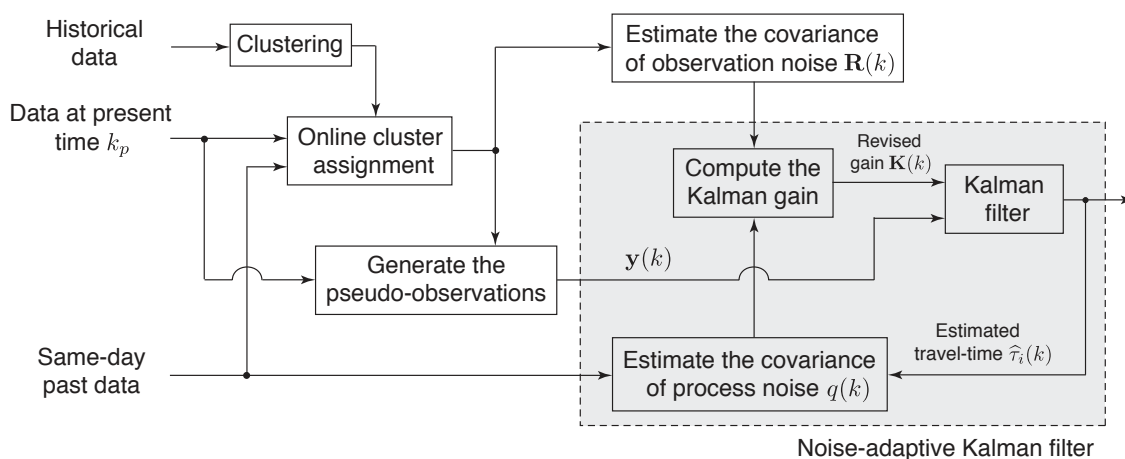 Historical
data
Clustering
Estimate the covariance
of observation noise R(k)
Data at present
time k_p
Online cluster
assignment
Compute the
Kalman gain
Revised
gain K(k)
Kalman
filter
Generate the
pseudo-observations
y(k)
Same-day
past data
Estimate the covariance
of process noise q(k)
Estimated
travel-time τ̂_i(k)
Noise-adaptive Kalman filter